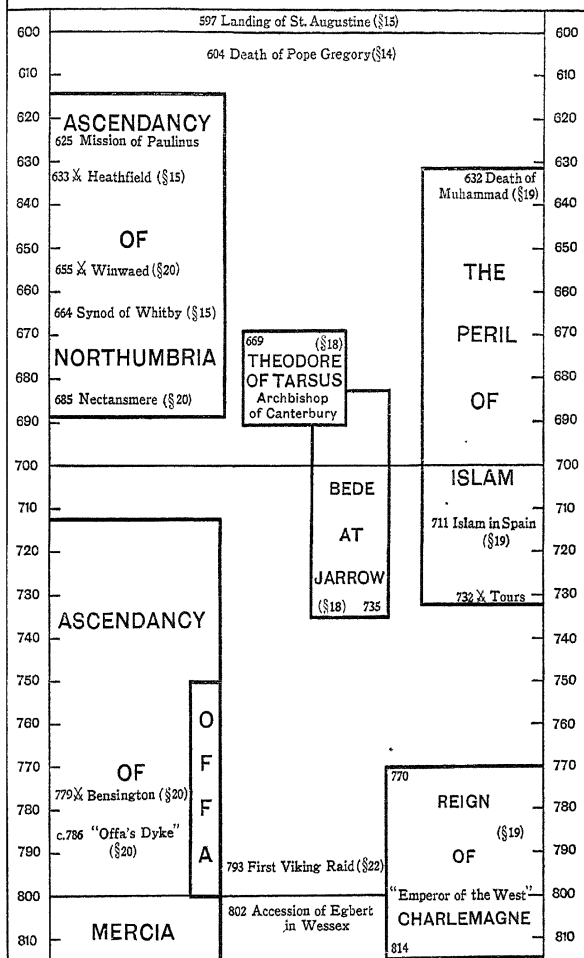 597 Landing of St. Augustine (§15)
600
600
604 Death of Pope Gregory (§14)
610
610
620
620
630
630
640
640
650
650
660
660
670
670
680
680
690
690
700
700
710
710
720
720
730
730
740
740
750
750
760
760
770
770
780
780
790
790
800
800
810
810
ASCENDANCY
625 Mission of Paulinus
633 ⚔ Heathfield (§15)
OF
655 ⚔ Winwaed (§20)
664 Synod of Whitby (§15)
NORTHUMBRIA
685 Nectansmere (§20)
669 (§18)
THEODORE
OF TARSUS
Archbishop
of Canterbury
BEDE
AT
JARROW
(§18) 735
632 Death of
Muhammad (§19)
THE
PERIL
OF
ISLAM
711 Islam in Spain
(§19)
732 ⚔ Tours
ASCENDANCY
OF
779 ⚔ Bensington (§20)
c.786 "Offa's Dyke"
(§20)
MERCIA
O
F
F
A
793 First Viking Raid (§22)
802 Accession of Egbert
in Wessex
770
REIGN
(§19)
OF
"Emperor of the West"
CHARLEMAGNE
814